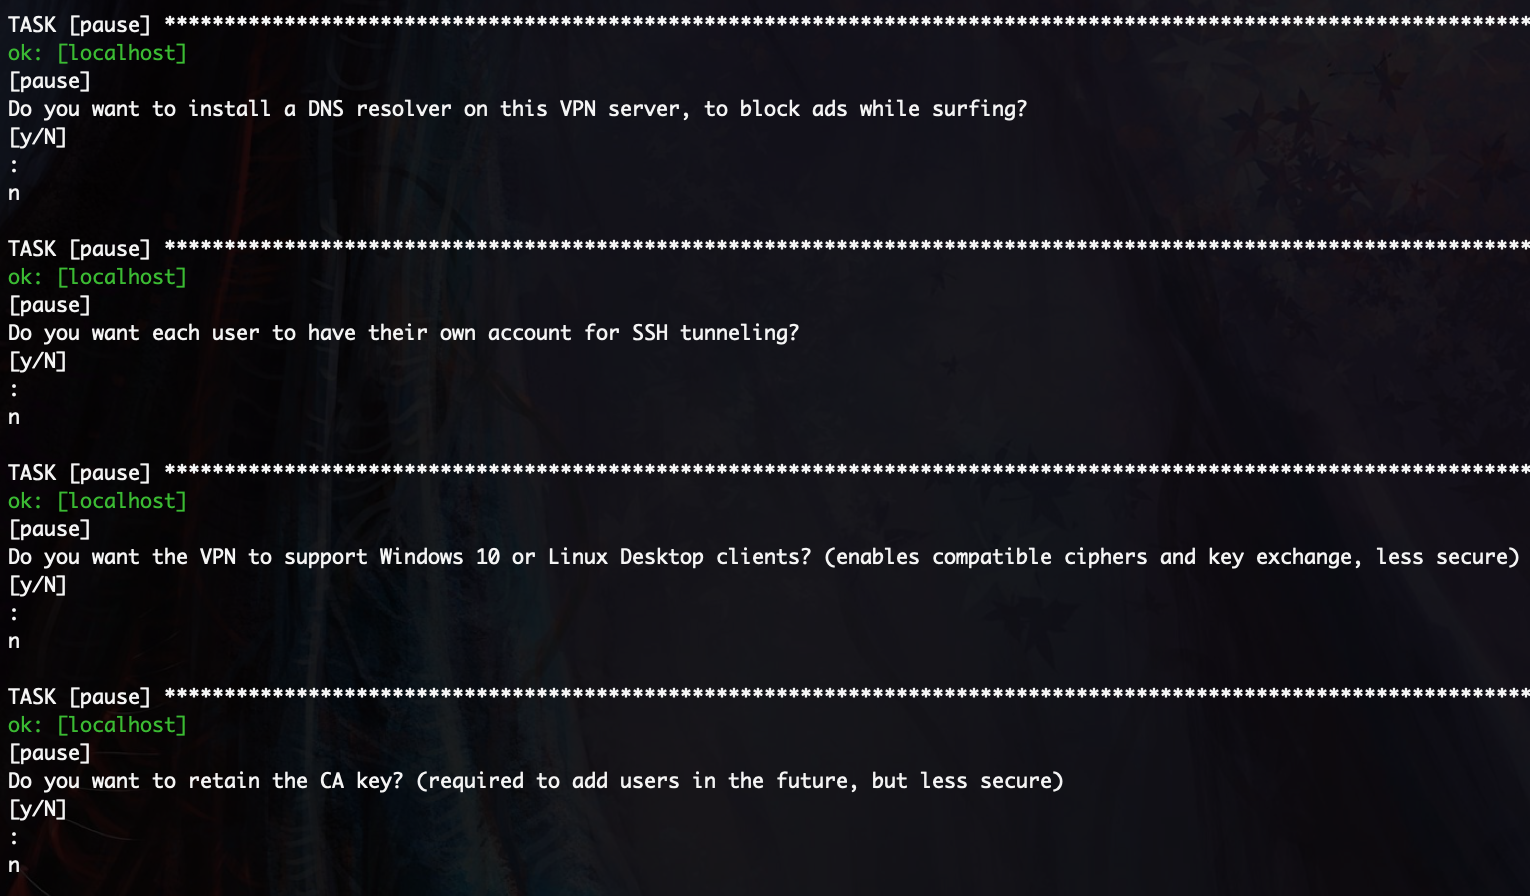 TASK [pause] ******************************************************************************************************************
ok: [localhost]
[pause]
Do you want to install a DNS resolver on this VPN server, to block ads while surfing?
[y/N]
:
n
TASK [pause] ******************************************************************************************************************
ok: [localhost]
[pause]
Do you want each user to have their own account for SSH tunneling?
[y/N]
:
n
TASK [pause] ******************************************************************************************************************
ok: [localhost]
[pause]
Do you want the VPN to support Windows 10 or Linux Desktop clients? (enables compatible ciphers and key exchange, less secure)
[y/N]
:
n
TASK [pause] ******************************************************************************************************************
ok: [localhost]
[pause]
Do you want to retain the CA key? (required to add users in the future, but less secure)
[y/N]
:
n